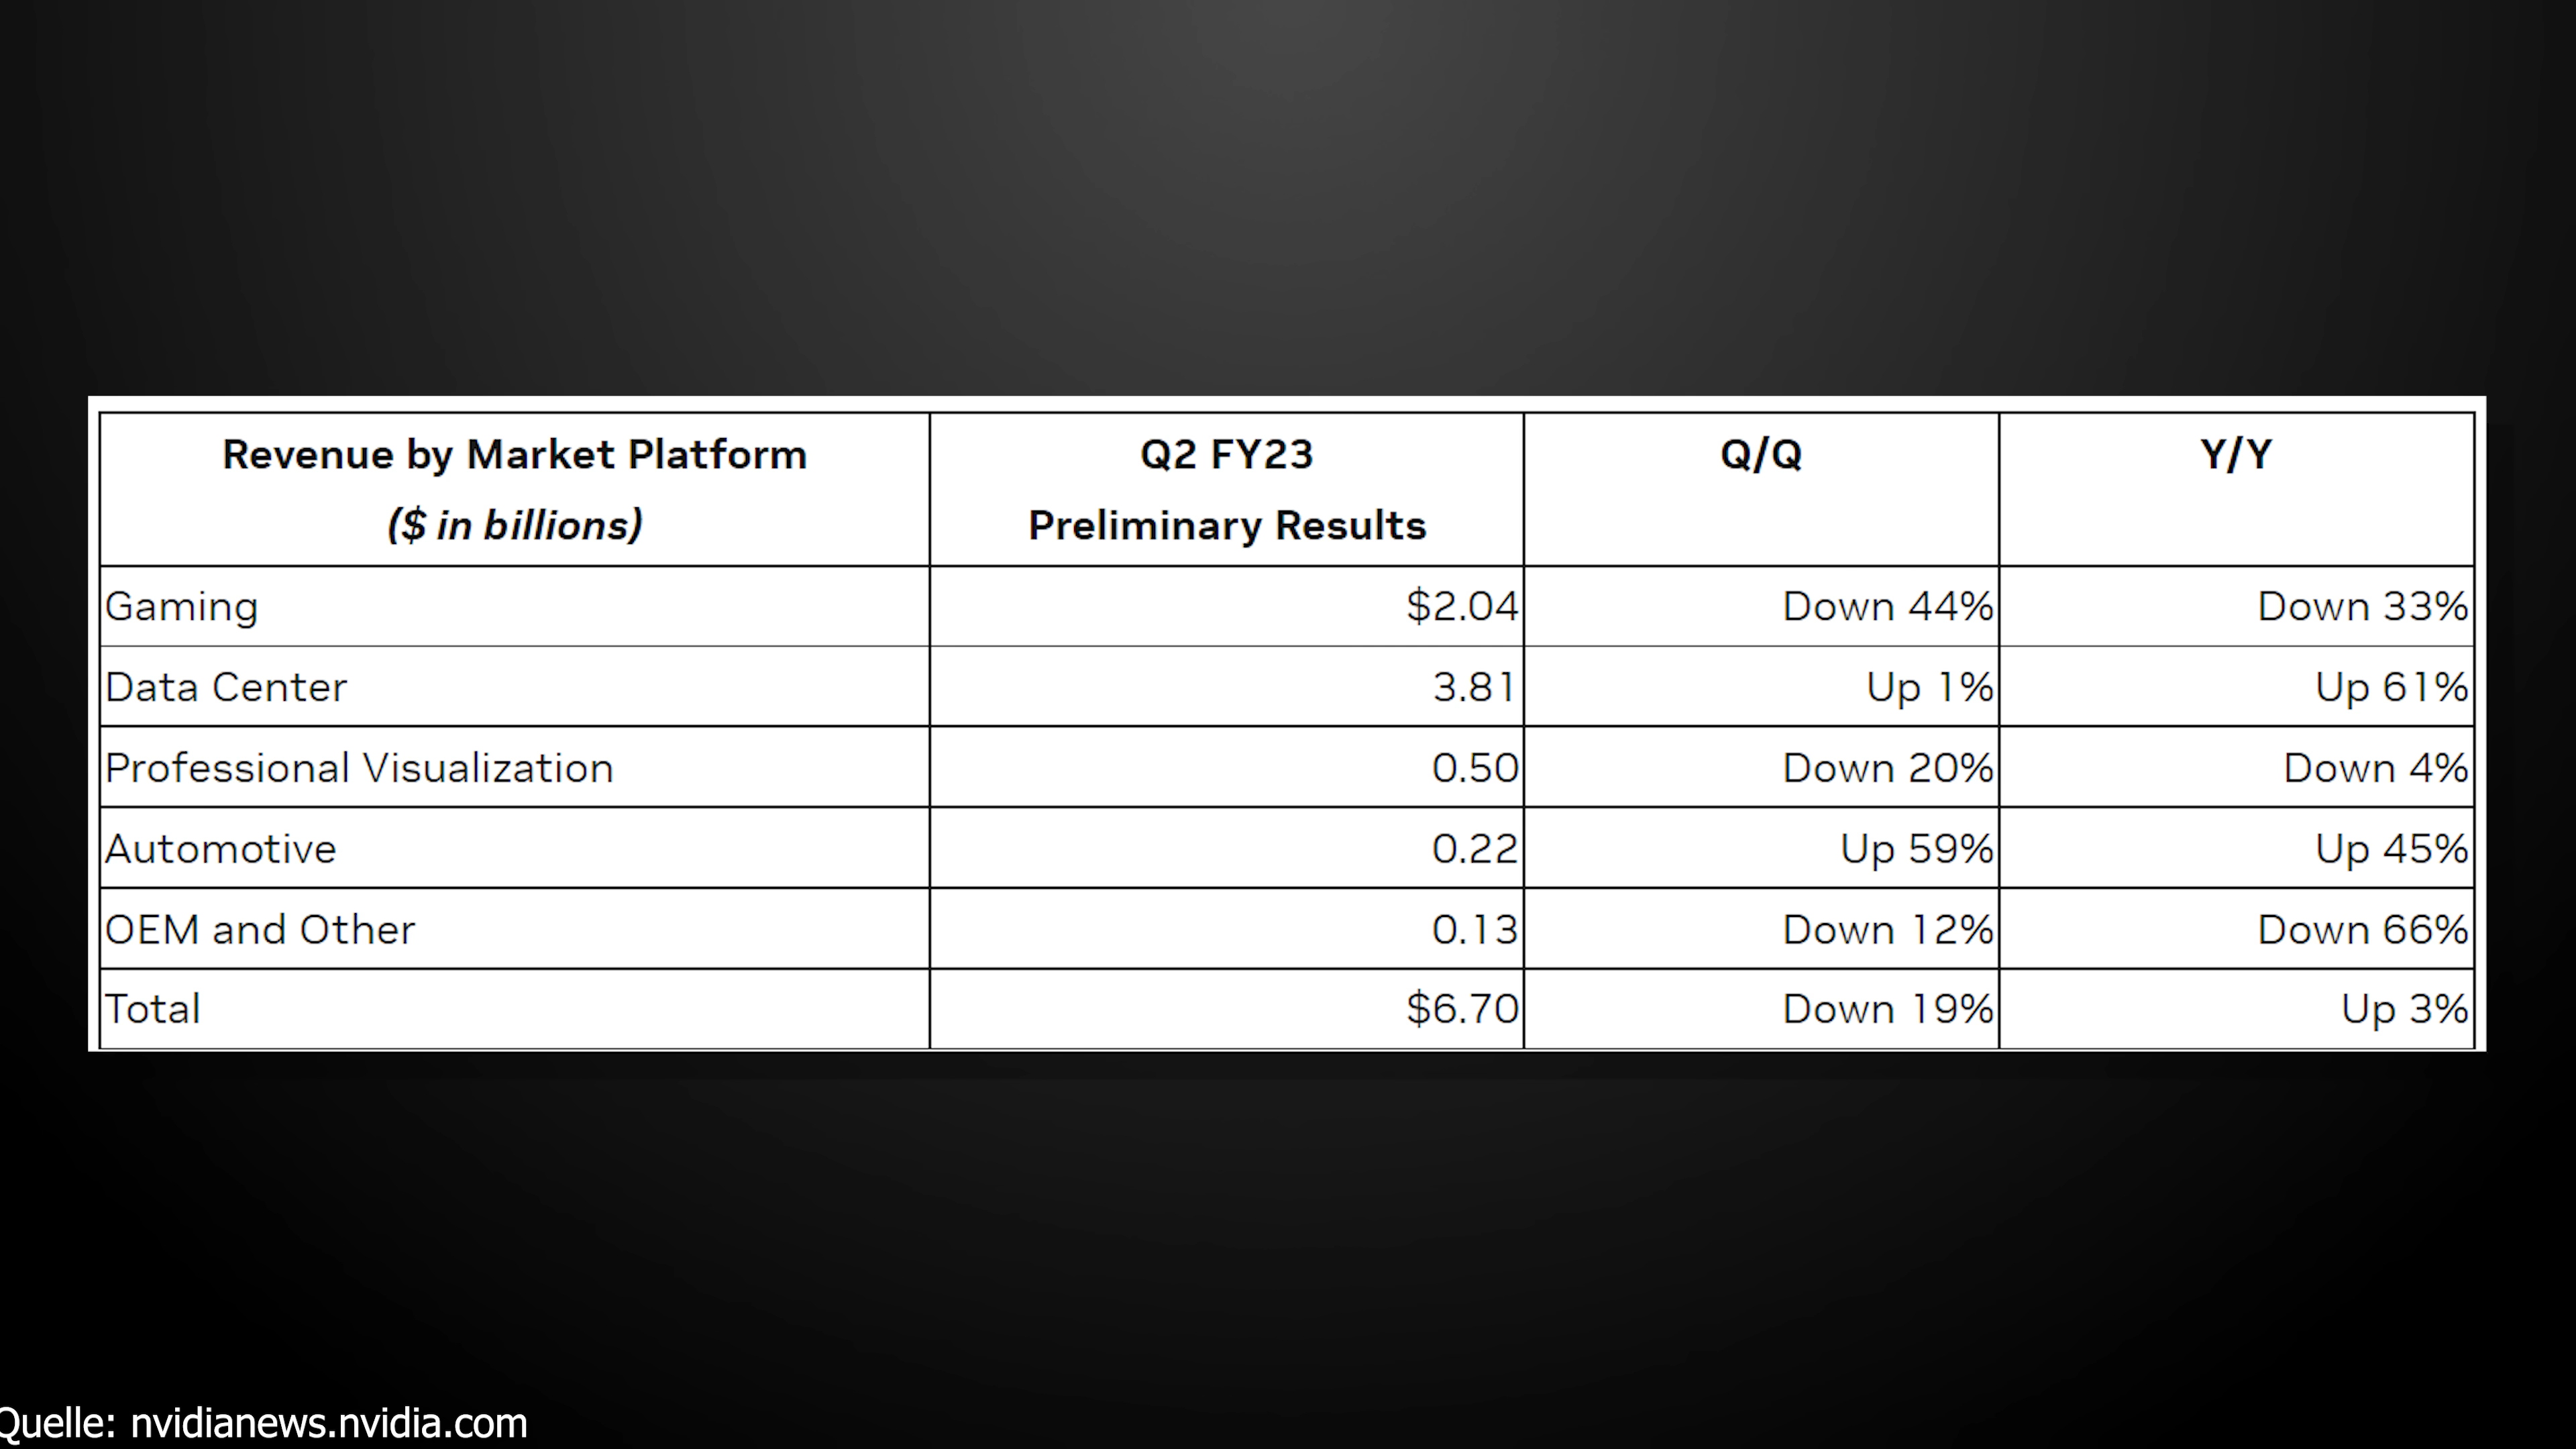 Revenue by Market Platform Q2 FY23 Q/Q Y/Y
($ in billions) Preliminary Results
Gaming $2.04 Down 44% Down 33%
Data Center 3.81 Up 1% Up 61%
Professional Visualization 0.50 Down 20% Down 4%
Automotive 0.22 Up 59% Up 45%
OEM and Other 0.13 Down 12% Down 66%
Total $6.70 Down 19% Up 3%
Quelle: nvidianews.nvidia.com